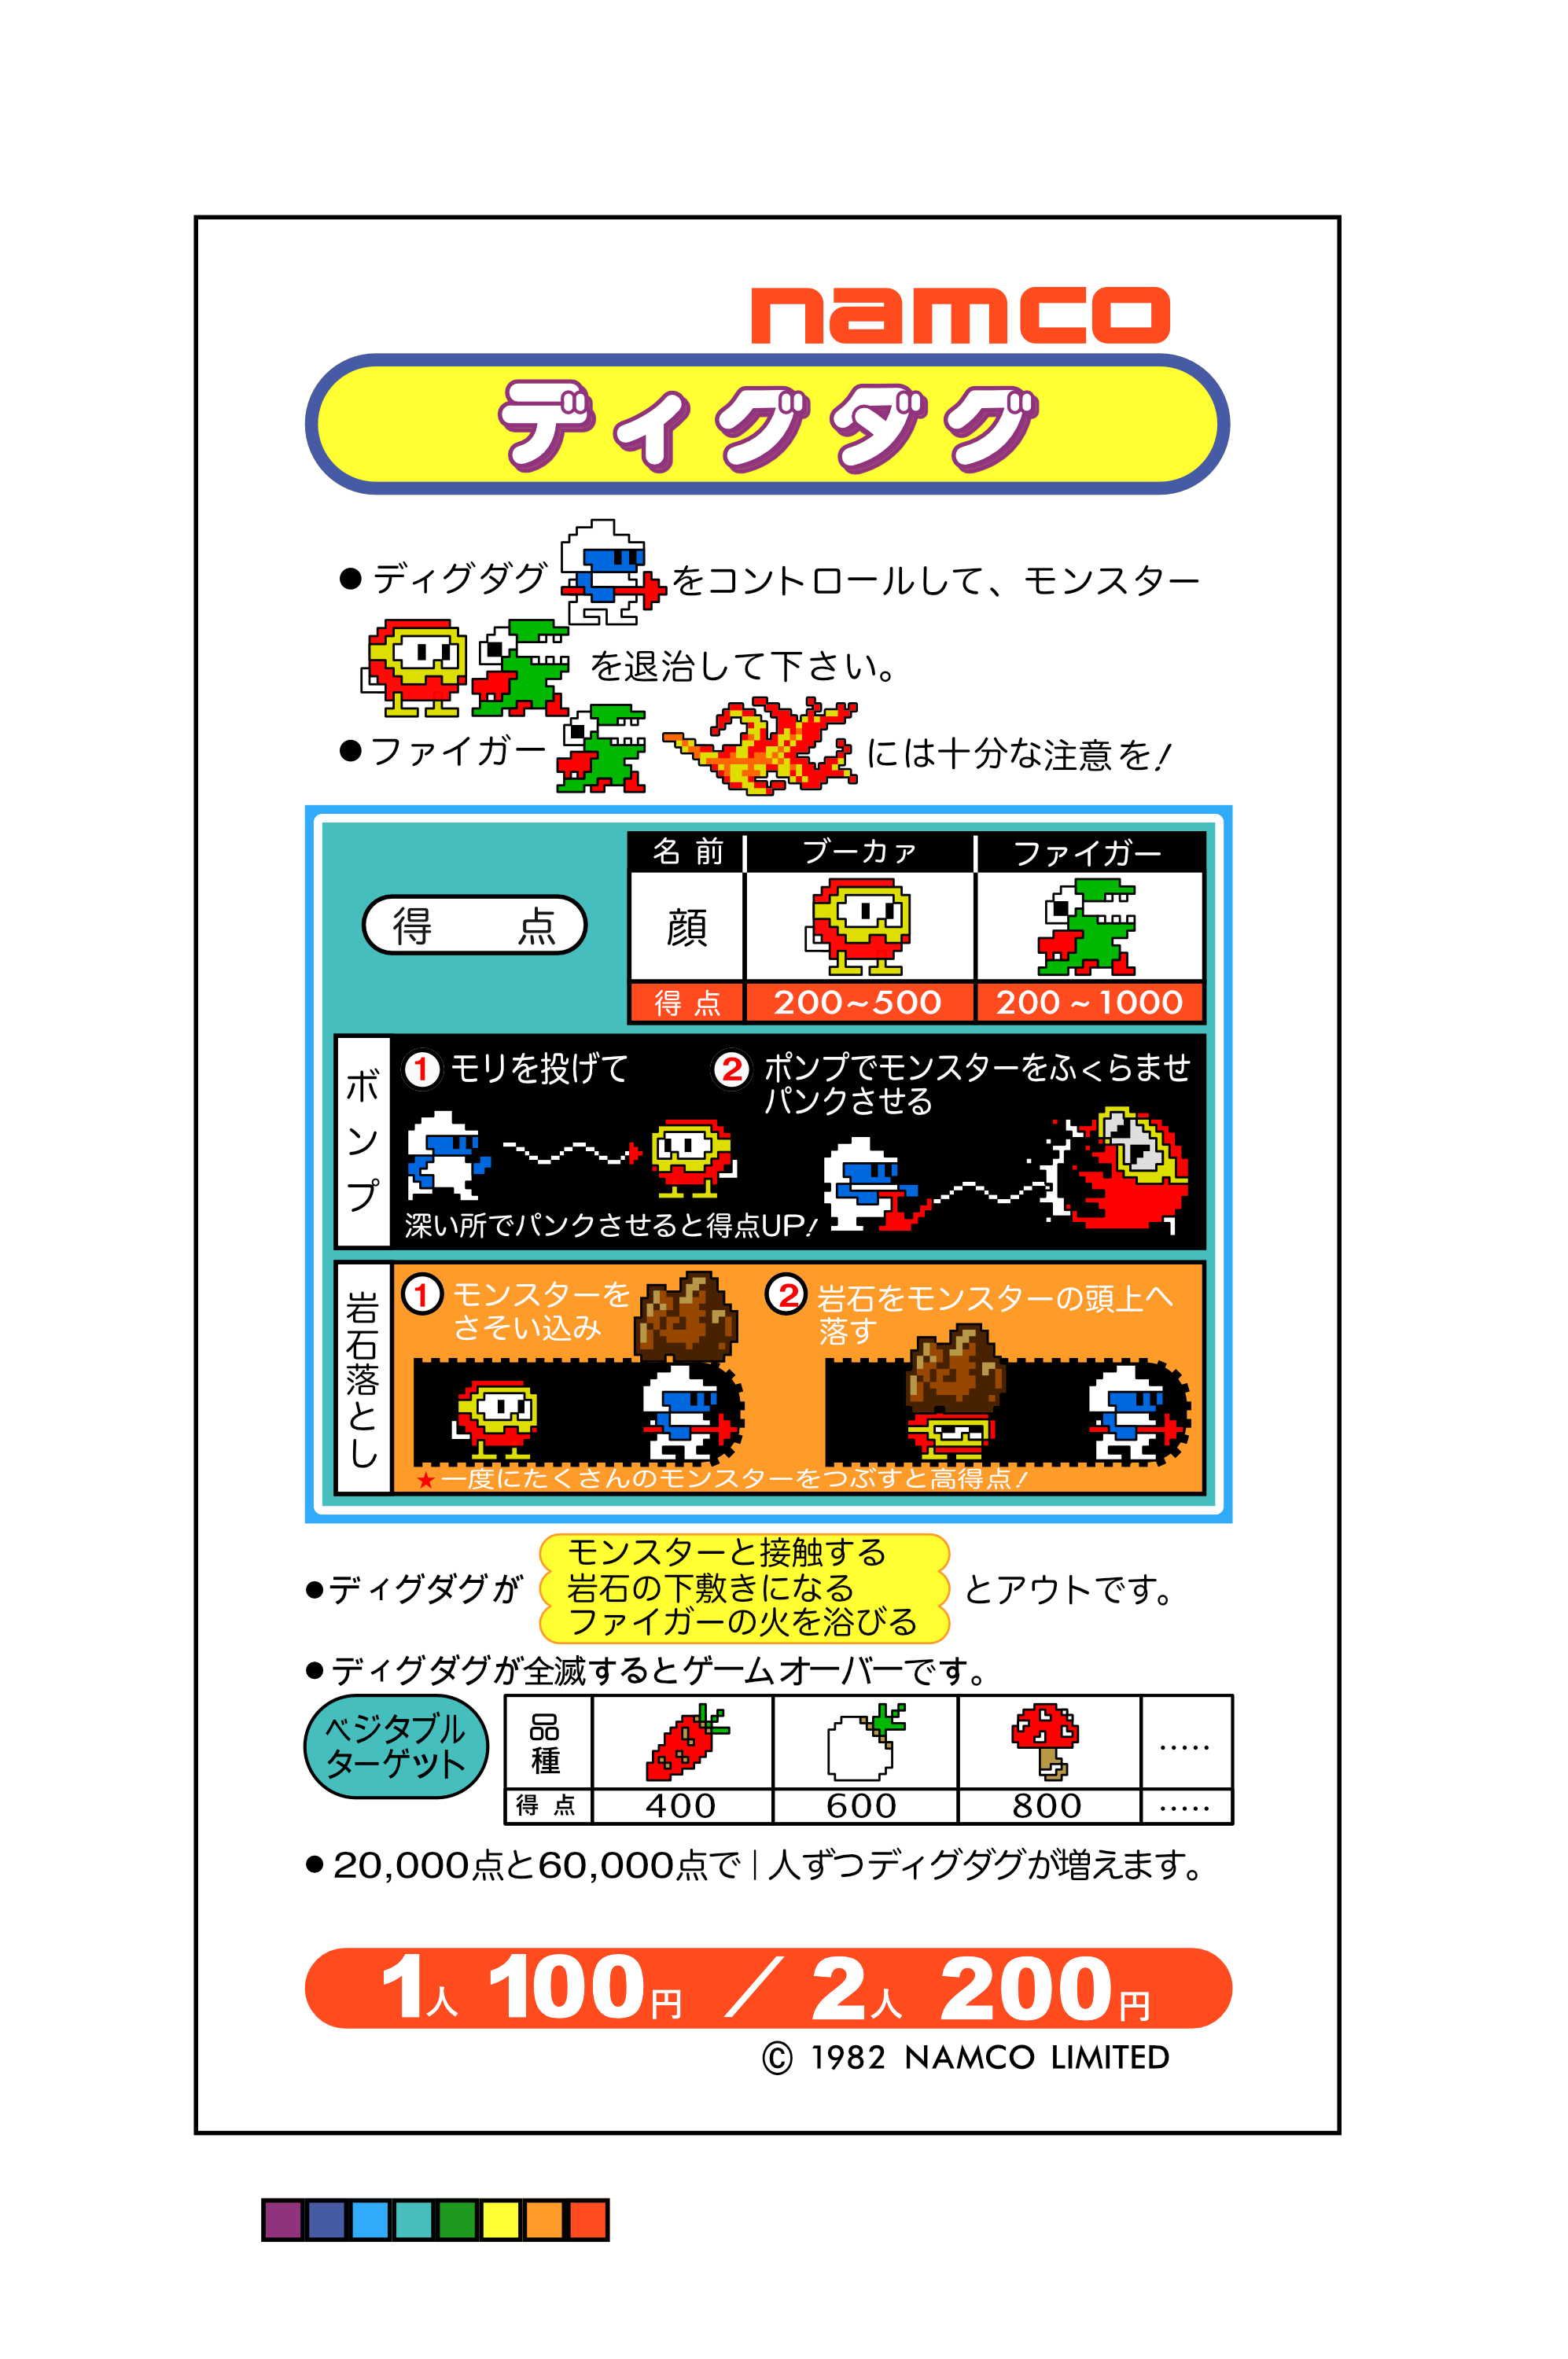 namco
ディグダグ
●ディグダグをコントロールして、モンスター
を退治して下さい。
●ファイガーには十分な注意を!
得 点
名前 ブーカァ ファイガー
顔
得点 200~500 200~1000
ポンプ
1 モリを投げて
2 ポンプでモンスターをふくらませ
パンクさせる
深い所でパンクさせると得点UP!
岩石落とし
1 モンスターを
さそい込み
2 岩石をモンスターの頭上へ
落す
★一度にたくさんのモンスターをつぶすと高得点!
●ディグダグが
モンスターと接触する
岩石の下敷きになる
ファイガーの火を浴びる
とアウトです。
●ディグダグが全滅するとゲームオーバーです。
ベジタブル
ターゲット
品種 ·····
得点 400 600 800 ·····
●20,000点と60,000点で1人ずつディグダグが増えます。
1人 100円 / 2人 200円
© 1982 NAMCO LIMITED